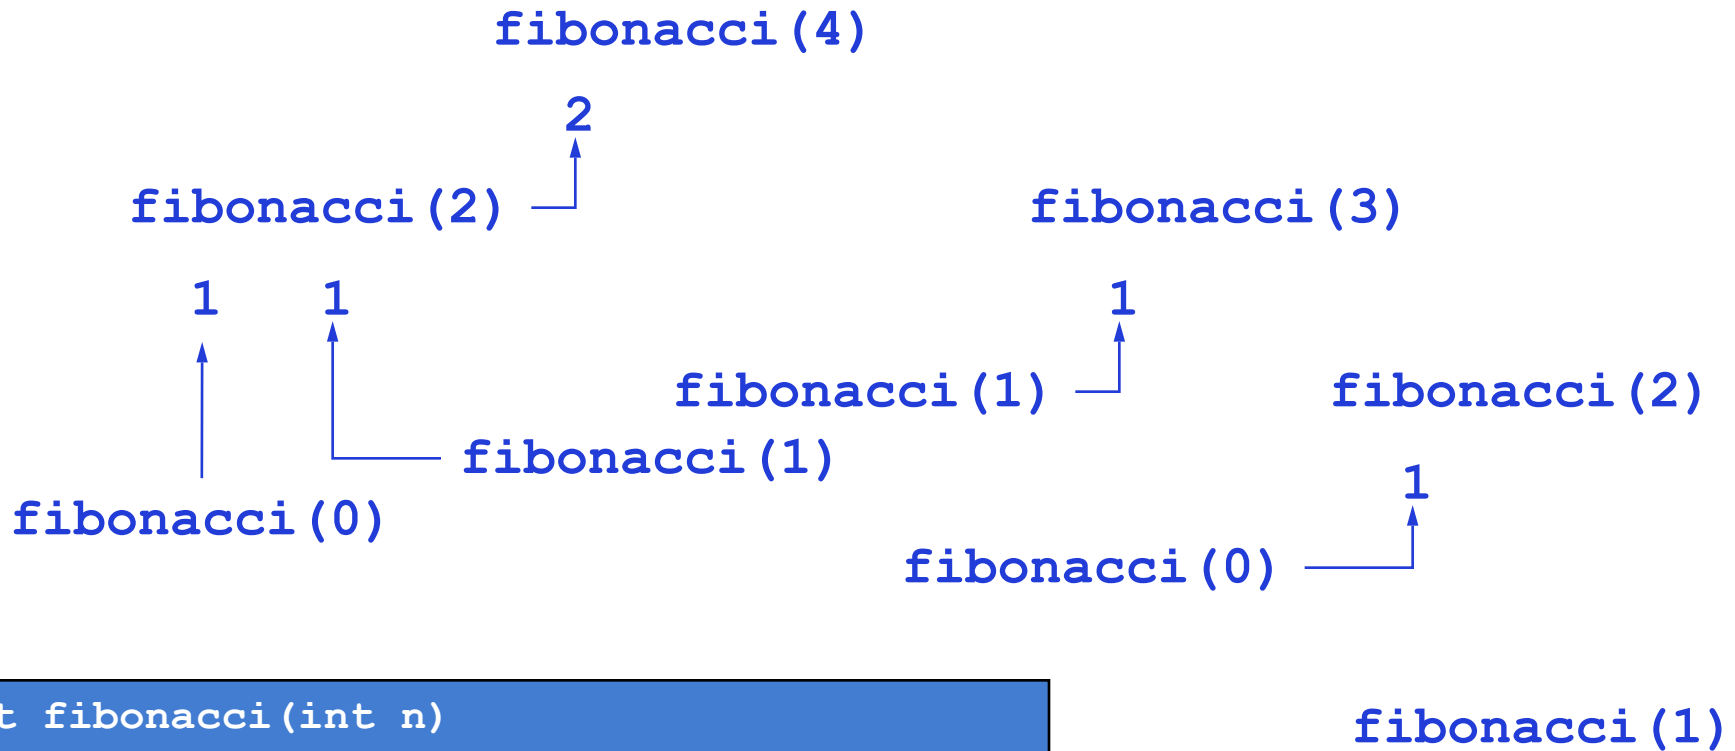 fibonacci(4)
2
fibonacci(2)
fibonacci(3)
1 1
1
fibonacci(1)
fibonacci(2)
fibonacci(1)
1
fibonacci(0)
fibonacci(0)
t fibonacci(int n)
fibonacci(1)